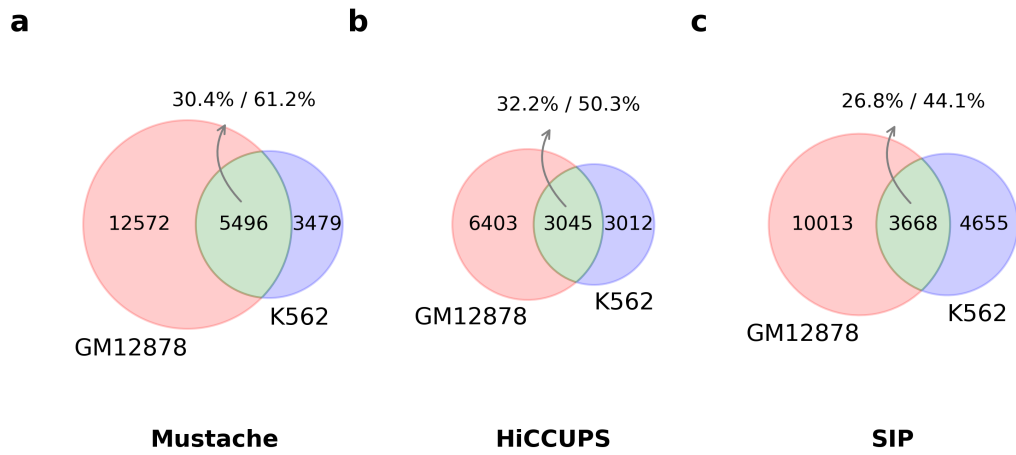 a
b
c
30.4% / 61.2%
32.2% / 50.3%
26.8% / 44.1%
12572
5496
3479
6403
3045
3012
10013
3668
4655
GM12878
K562
GM12878
K562
GM12878
K562
Mustache
HiCCUPS
SIP